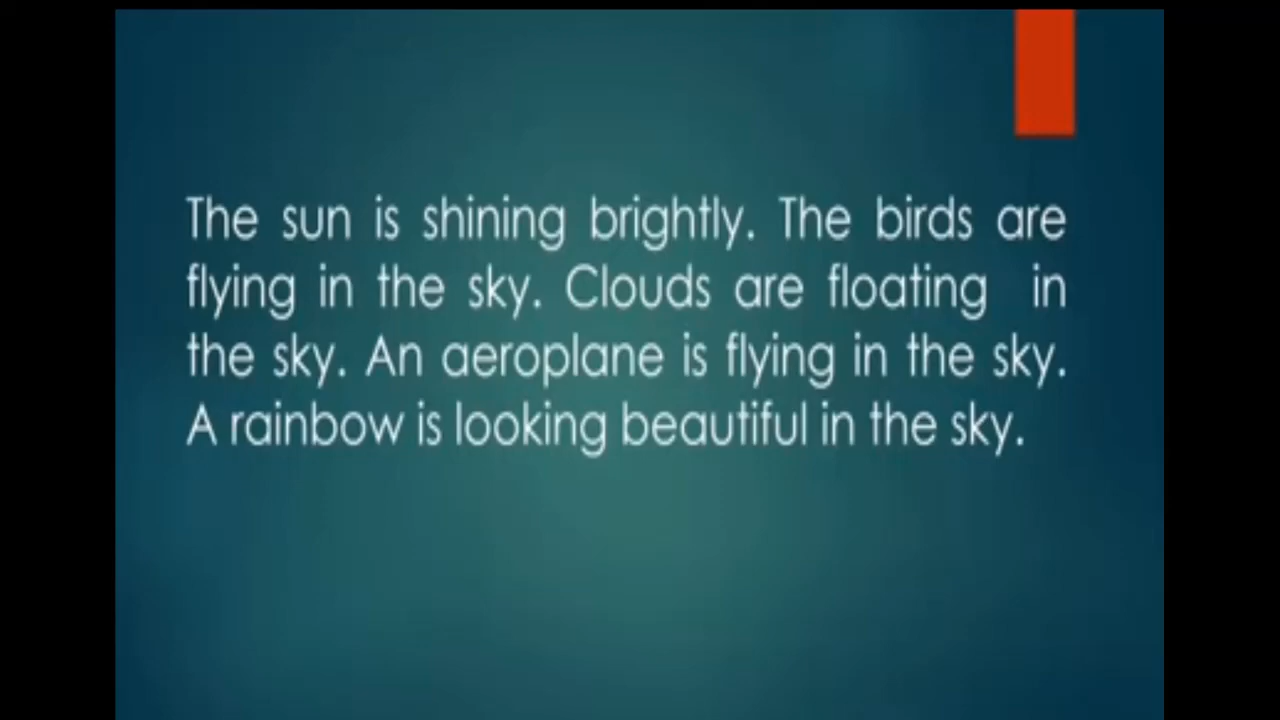 The sun is shining brightly. The birds are
flying in the sky. Clouds are floating in
the sky. An aeroplane is flying in the sky.
A rainbow is looking beautiful in the sky.